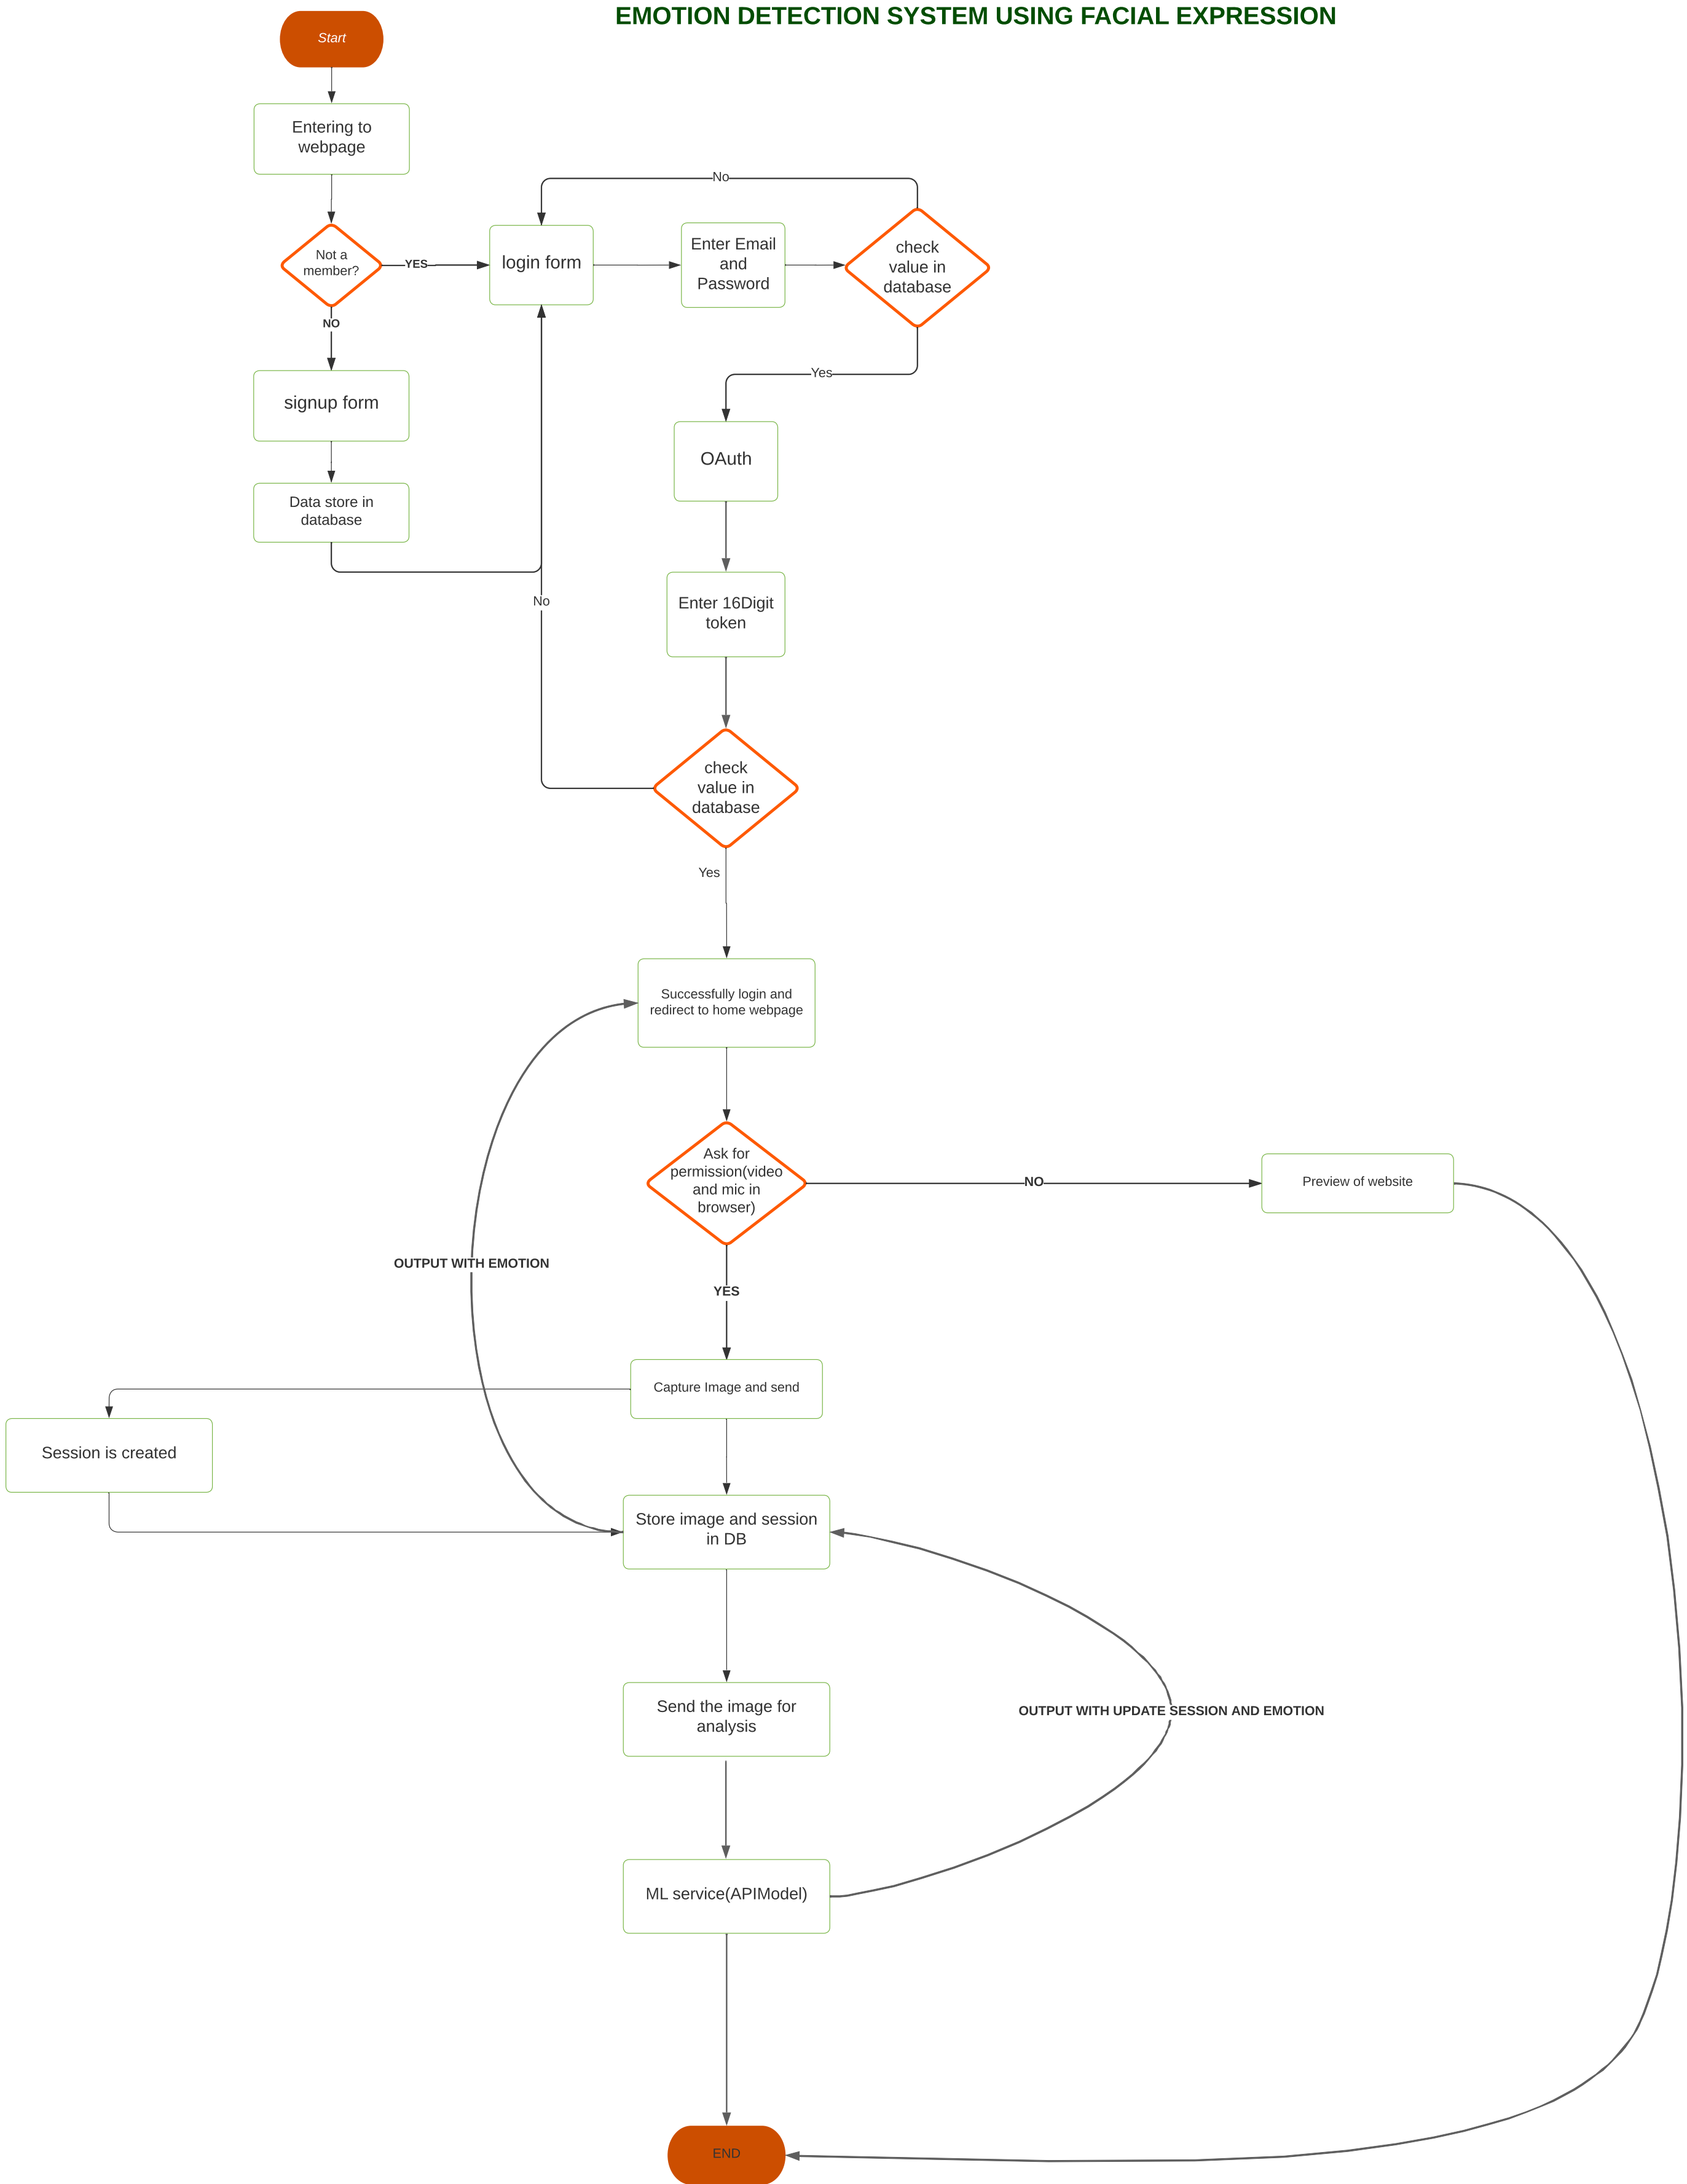 EMOTION DETECTION SYSTEM USING FACIAL EXPRESSION
Start
Entering to
webpage
Not a
member?
YES
NO
login form
Enter Email
and
Password
check
value in
database
No
Yes
signup form
Data store in
database
OAuth
Enter 16Digit
token
check
value in
database
No
Yes
Successfully login and
redirect to home webpage
Ask for
permission(video
and mic in
browser)
NO
Preview of website
YES
OUTPUT WITH EMOTION
Capture Image and send
Session is created
Store image and session
in DB
Send the image for
analysis
OUTPUT WITH UPDATE SESSION AND EMOTION
ML service(APIModel)
END